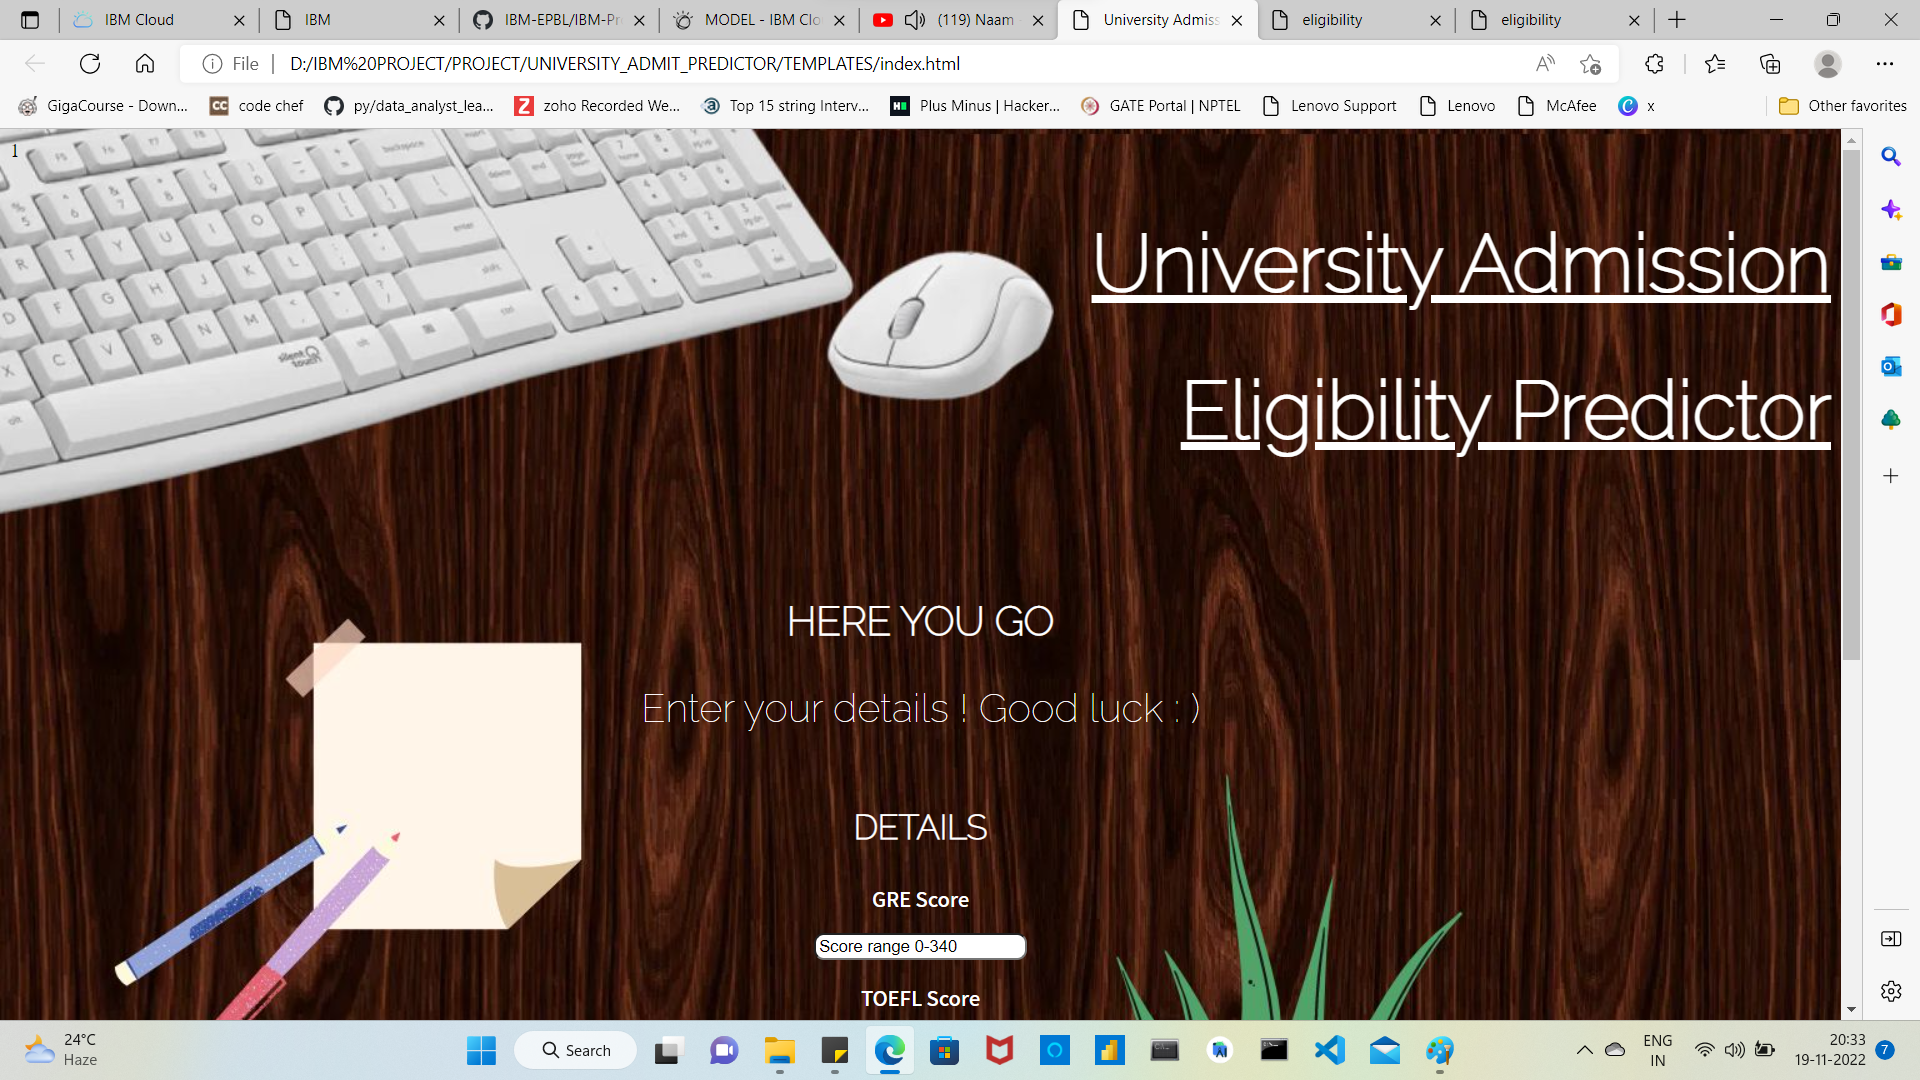 IBM Cloud
IBM
IBM-EPBL/IBM-Pr
MODEL - IBM Clo
(119) Naam
University Admiss
eligibility
eligibility
File
D:/IBM%20PROJECT/PROJECT/UNIVERSITY_ADMIT_PREDICTOR/TEMPLATES/index.html
GigaCourse - Down...
code chef
py/data_analyst_lea...
zoho Recorded We...
Top 15 string Interv...
Plus Minus | Hacker...
GATE Portal | NPTEL
Lenovo Support
Lenovo
McAfee
x
Other favorites
1
University Admission
Eligibility Predictor
HERE YOU GO
Enter your details ! Good luck : )
DETAILS
GRE Score
Score range 0-340
TOEFL Score
24°C
Haze
Search
ENG
IN
20:33
19-11-2022
7